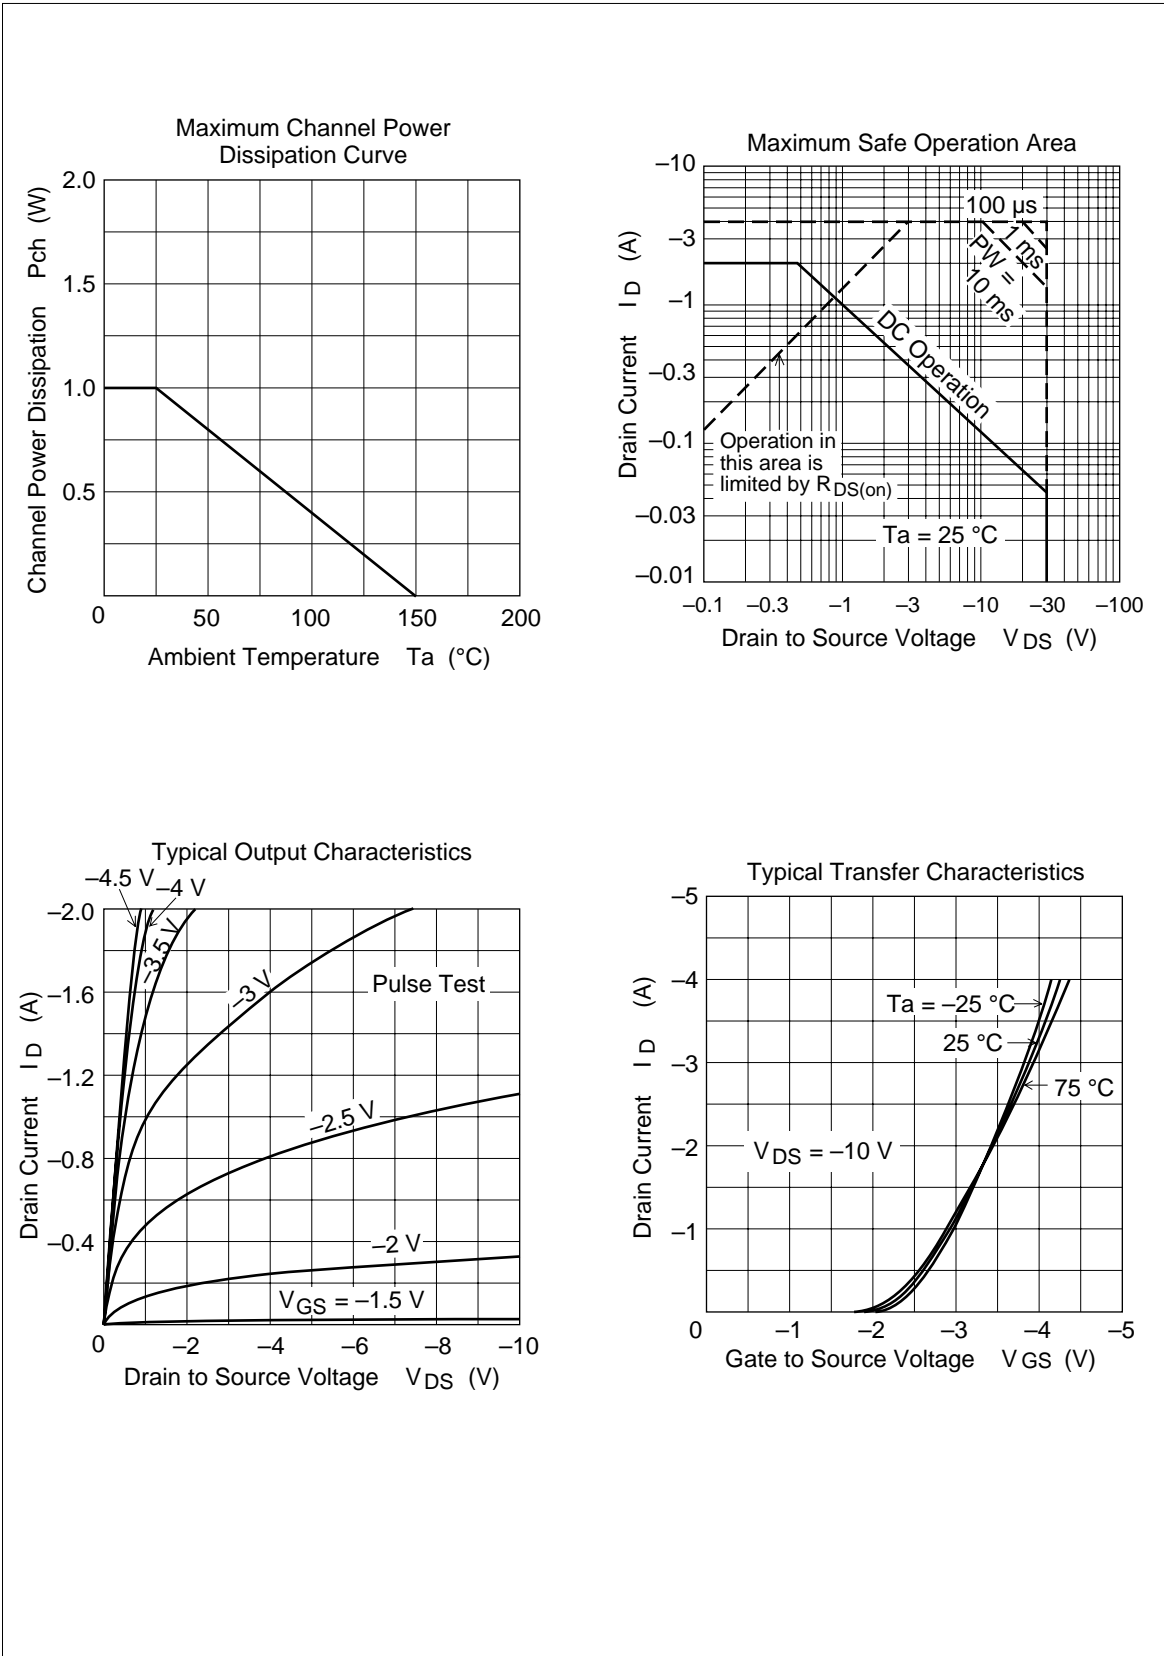 Maximum Channel Power
Dissipation Curve
Channel Power Dissipation Pch (W)
2.0
1.5
1.0
0.5
0
50
100
150
200
Ambient Temperature Ta (°C)
Maximum Safe Operation Area
Drain Current I D (A)
–10
–3
–1
–0.3
–0.1
–0.03
–0.01
100 µs
1 ms
PW =
10 ms
DC Operation
Operation in
this area is
limited by R DS(on)
Ta = 25 °C
–0.1 –0.3 –1 –3 –10 –30 –100
Drain to Source Voltage V DS (V)
Typical Output Characteristics
–4.5 V
–4 V
–3.5 V
–3 V
Pulse Test
–2.5 V
–2 V
V GS = –1.5 V
Drain Current I D (A)
–2.0
–1.6
–1.2
–0.8
–0.4
0 –2 –4 –6 –8 –10
Drain to Source Voltage V DS (V)
Typical Transfer Characteristics
Drain Current I D (A)
–5
–4
–3
–2
–1
Ta = –25 °C
25 °C
75 °C
V DS = –10 V
0 –1 –2 –3 –4 –5
Gate to Source Voltage V GS (V)